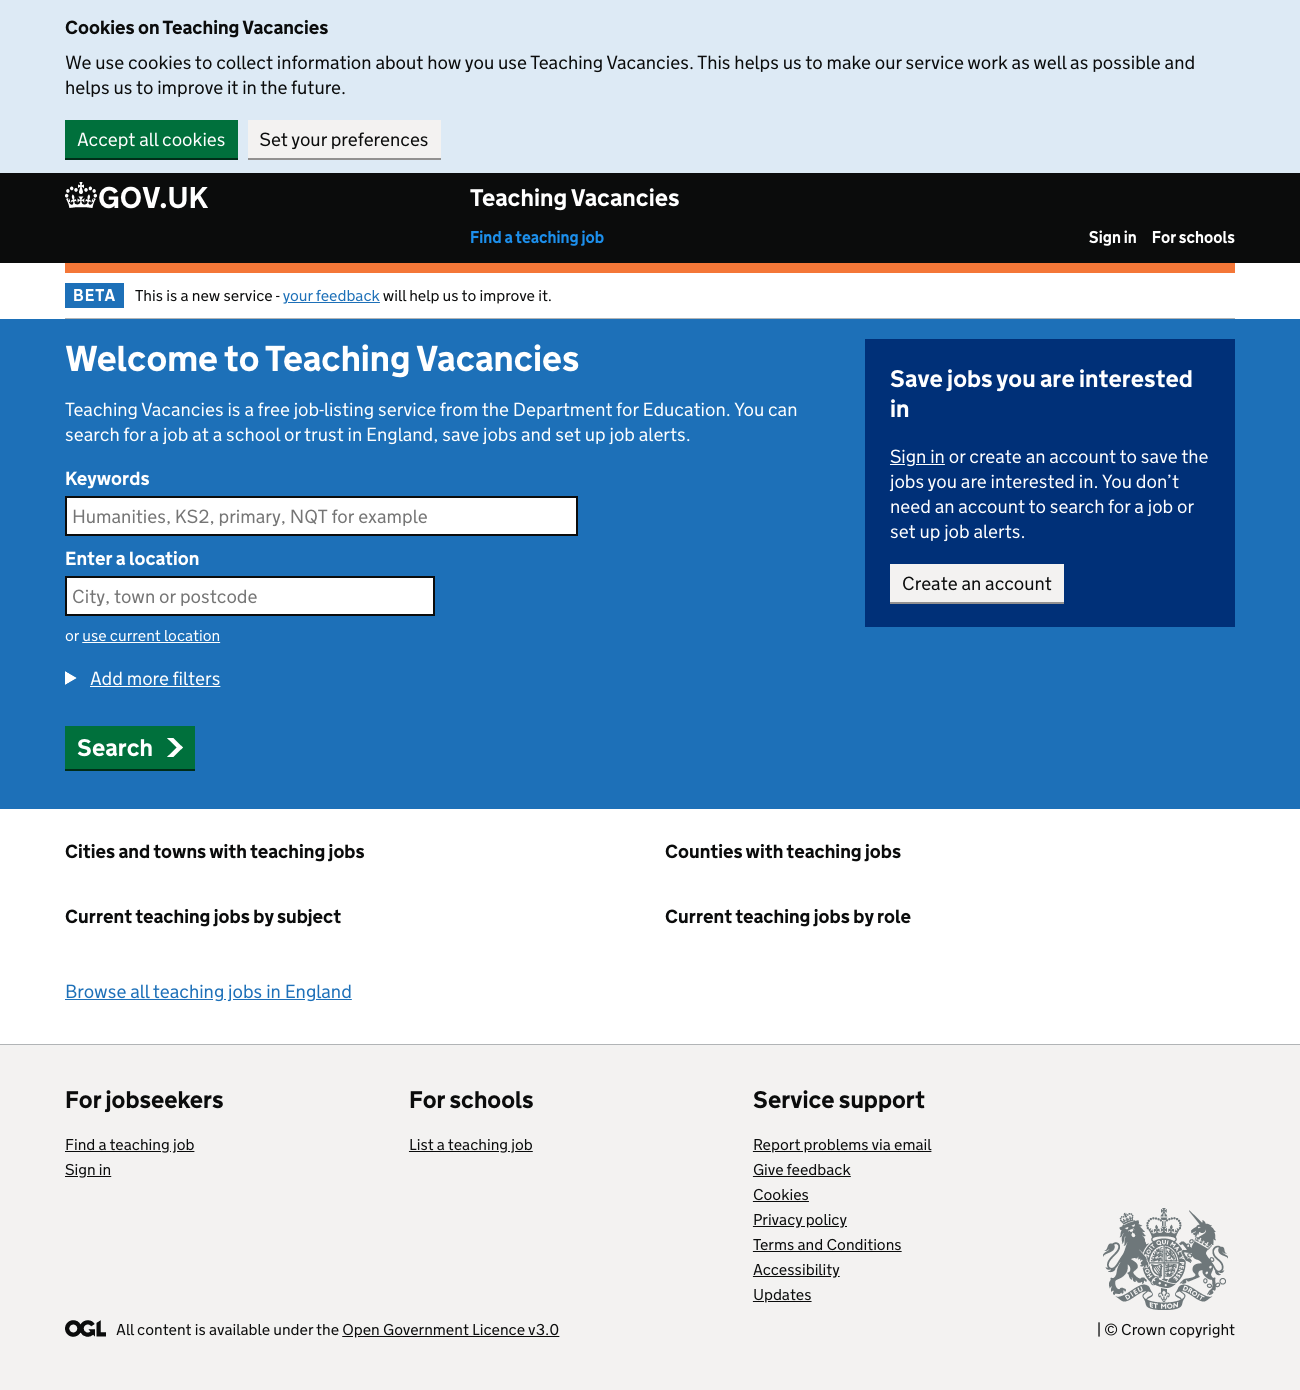 Cookies on Teaching Vacancies
We use cookies to collect information about how you use Teaching Vacancies. This helps us to make our service work as well as possible and
helps us to improve it in the future.
Accept all cookies
Set your preferences
GOV.UK
Teaching Vacancies
Find a teaching job
Sign in
For schools
BETA
This is a new service - your feedback will help us to improve it.
Welcome to Teaching Vacancies
Teaching Vacancies is a free job-listing service from the Department for Education. You can
search for a job at a school or trust in England, save jobs and set up job alerts.
Keywords
Humanities, KS2, primary, NQT for example
Enter a location
City, town or postcode
or use current location
Add more filters
Search
Save jobs you are interested
in
Sign in or create an account to save the
jobs you are interested in. You don’t
need an account to search for a job or
set up job alerts.
Create an account
Cities and towns with teaching jobs
Counties with teaching jobs
Current teaching jobs by subject
Current teaching jobs by role
Browse all teaching jobs in England
For jobseekers
Find a teaching job
Sign in
For schools
List a teaching job
Service support
Report problems via email
Give feedback
Cookies
Privacy policy
Terms and Conditions
Accessibility
Updates
DIEU ET MON DROIT
OGL
All content is available under the Open Government Licence v3.0
| © Crown copyright